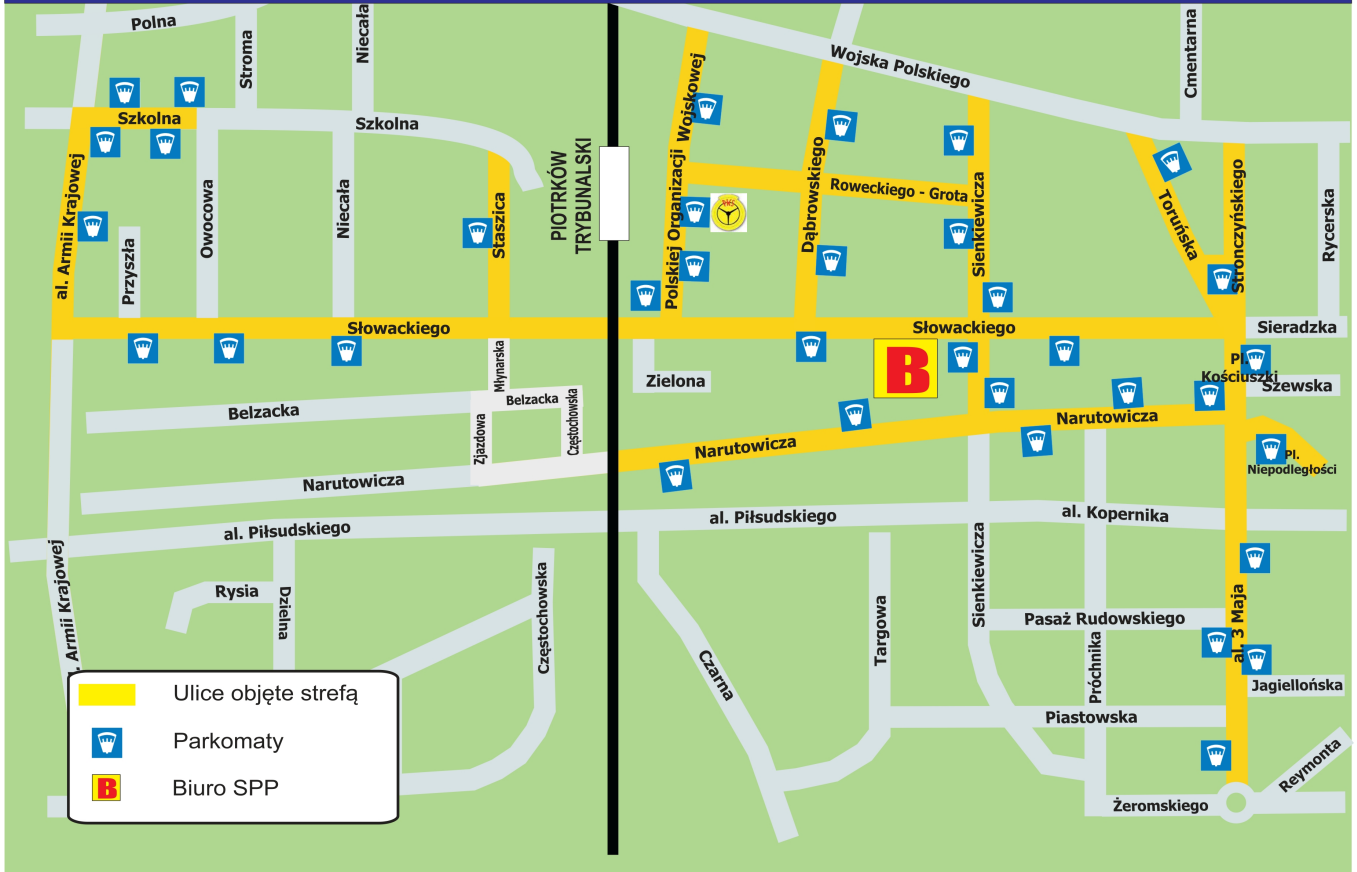 Polna
Stroma
Niecała
Szkolna
Szkolna
al. Armii Krajowej
Przyszła
Owocowa
Niecała
Staszica
PIOTRKÓW
TRYBUNALSKI
Polskiej Organizacji Wojskowej
Wojska Polskiego
Cmentarna
Dąbrowskiego
Roweckiego - Grota
Sienkiewicza
Toruńska
Stronczyńskiego
Rycerska
Słowackiego
Słowackiego
Sieradzka
Pl.
Kościuszki
Szewska
Zielona
B
Młynarska
Belzacka
Belzacka
Zjazdowa
Częstochowska
Narutowicza
Narutowicza
Narutowicza
Pl.
Niepodległości
al. Piłsudskiego
al. Piłsudskiego
al. Kopernika
al. Armii Krajowej
Rysia
Dzielna
Częstochowska
Czarna
Targowa
Sienkiewicza
Pasaż Rudowskiego
Próchnika
al. 3 Maja
Jagiellońska
Piastowska
Reymonta
Żeromskiego
Ulice objęte strefą
Parkomaty
B
Biuro SPP